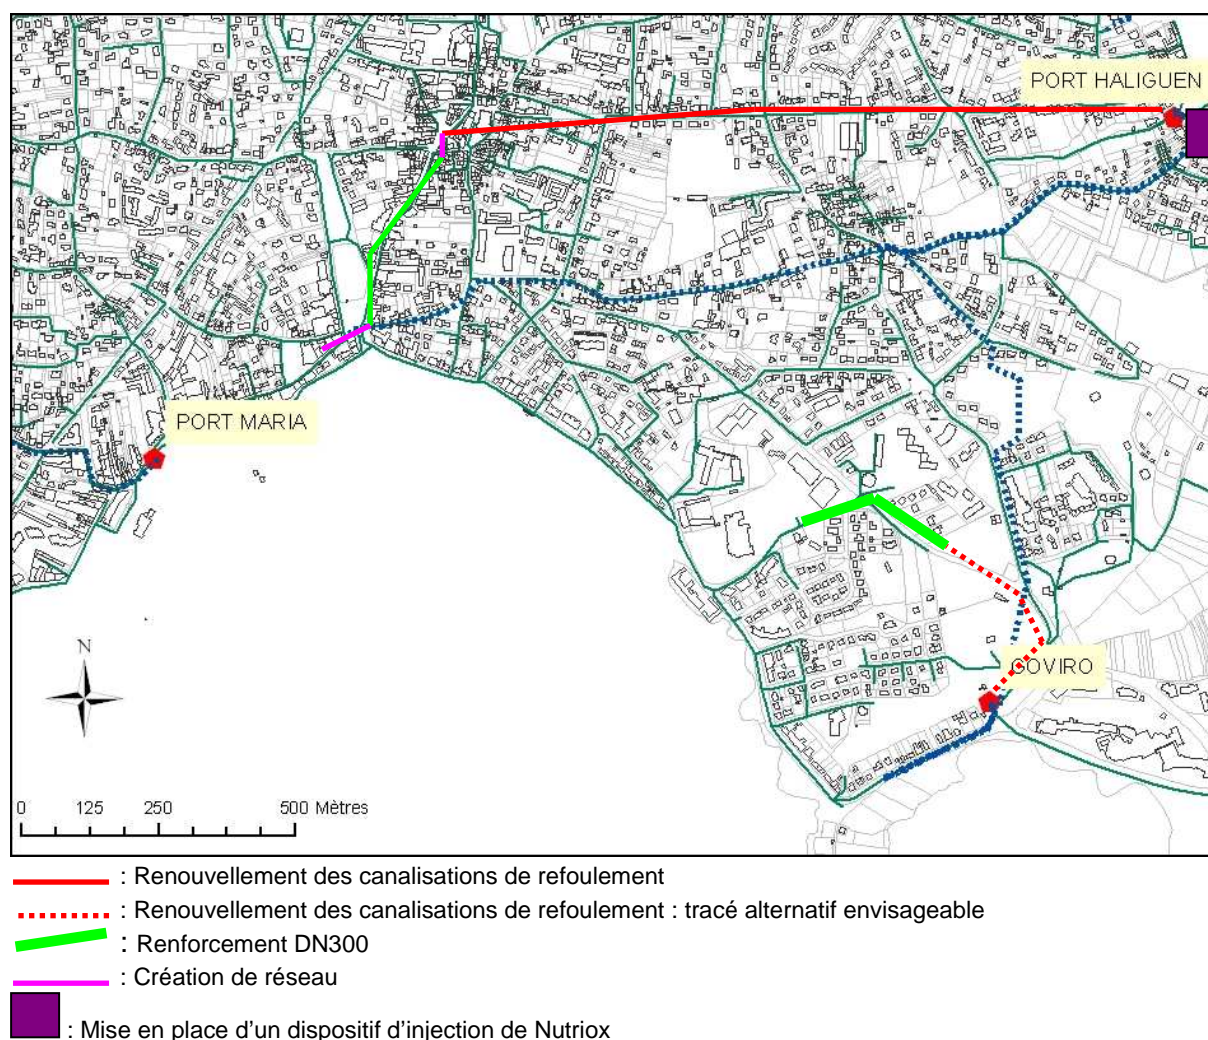 PORT HALIGUEN
PORT MARIA
GOVIRO
N
0 125 250 500 Mètres
: Renouvellement des canalisations de refoulement
: Renouvellement des canalisations de refoulement : tracé alternatif envisageable
: Renforcement DN300
: Création de réseau
: Mise en place d’un dispositif d’injection de Nutriox